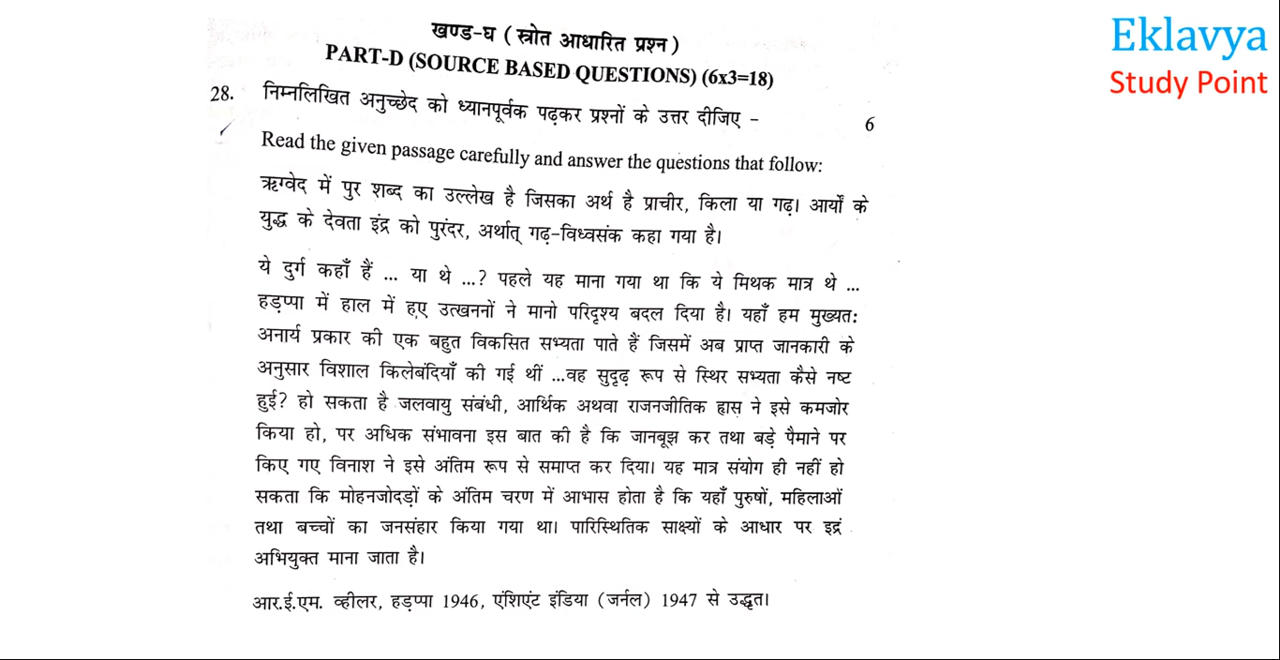 Eklavya
Study Point
खण्ड-घ ( स्रोत आधारित प्रश्न )
PART-D (SOURCE BASED QUESTIONS) (6x3=18)
28. निम्नलिखित अनुच्छेद को ध्यानपूर्वक पढ़कर प्रश्नों के उत्तर दीजिए – 6
Read the given passage carefully and answer the questions that follow:
ऋग्वेद में पुर शब्द का उल्लेख है जिसका अर्थ है प्राचीर, किला या गढ़। आर्यों के
युद्ध के देवता इंद्र को पुरंदर, अर्थात् गढ़-विध्वसंक कहा गया है।
ये दुर्ग कहाँ हैं ... या थे ...? पहले यह माना गया था कि ये मिथक मात्र थे ...
हड़प्पा में हाल में हुए उत्खननों ने मानो परिदृश्य बदल दिया है। यहाँ हम मुख्यत:
अनार्य प्रकार की एक बहुत विकसित सभ्यता पाते हैं जिसमें अब प्राप्त जानकारी के
अनुसार विशाल किलेबंदियाँ की गई थीं ...वह सुदृढ़ रूप से स्थिर सभ्यता कैसे नष्ट
हुई? हो सकता है जलवायु संबंधी, आर्थिक अथवा राजनजीतिक ह्रास ने इसे कमजोर
किया हो, पर अधिक संभावना इस बात की है कि जानबूझ कर तथा बड़े पैमाने पर
किए गए विनाश ने इसे अंतिम रूप से समाप्त कर दिया। यह मात्र संयोग ही नहीं हो
सकता कि मोहनजोदड़ों के अंतिम चरण में आभास होता है कि यहाँ पुरुषों, महिलाओं
तथा बच्चों का जनसंहार किया गया था। पारिस्थितिक साक्ष्यों के आधार पर इद्रं
अभियुक्त माना जाता है।
आर.ई.एम. व्हीलर, हड़प्पा 1946, एंशिएंट इंडिया (जर्नल) 1947 से उद्धृत।